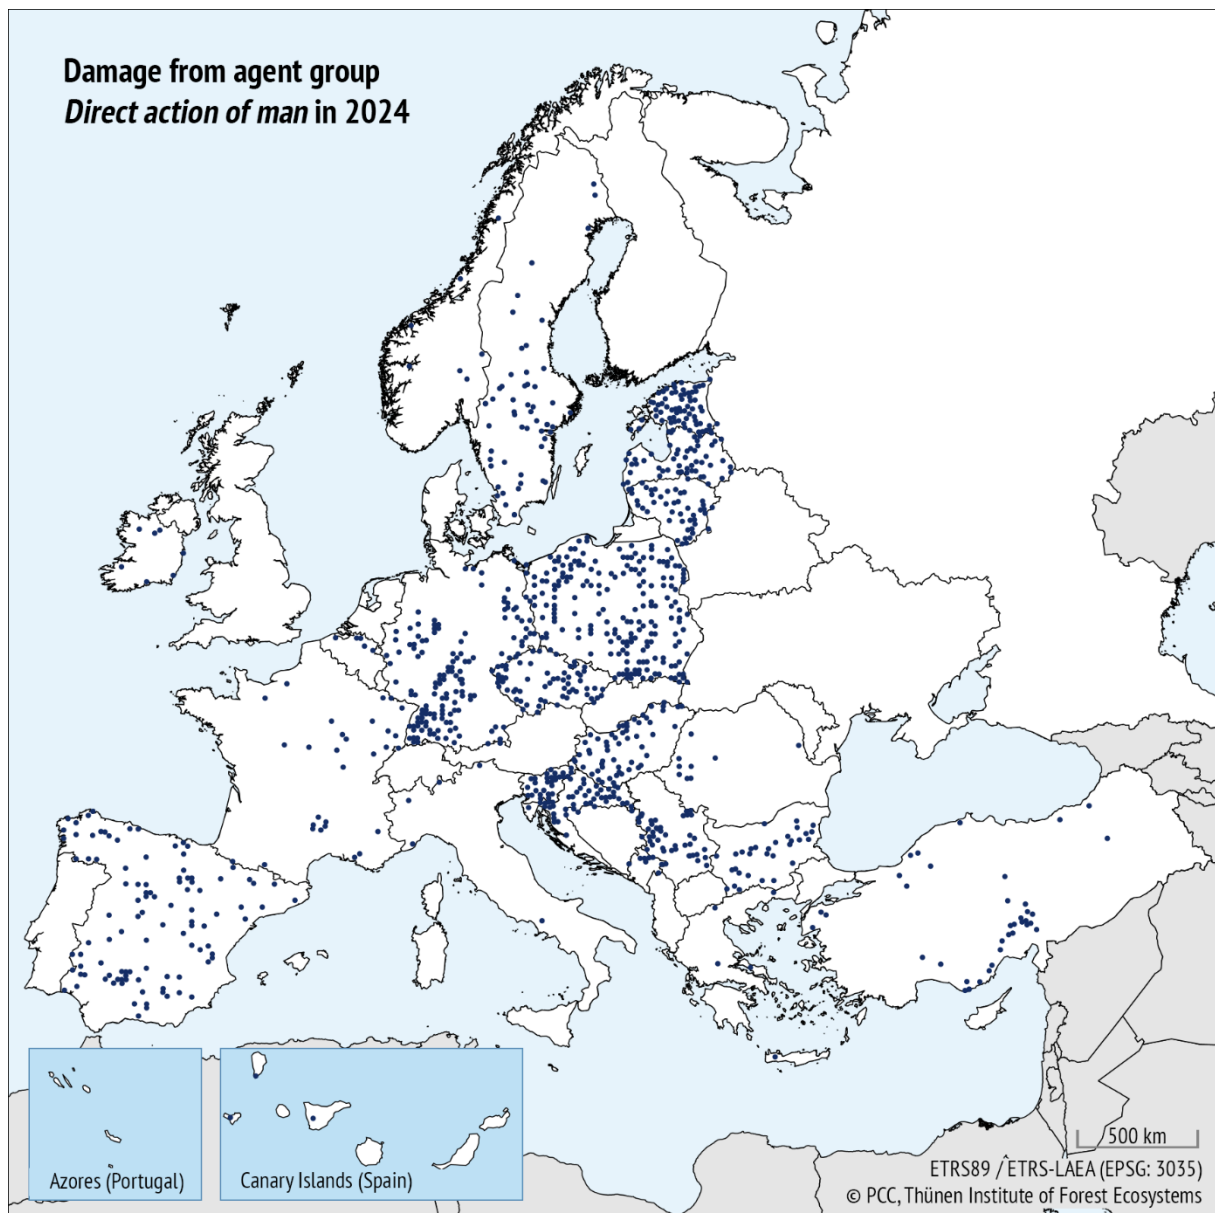 Damage from agent group
Direct action of man in 2024
Azores (Portugal)
Canary Islands (Spain)
500 km
ETRS89 / ETRS-LAEA (EPSG: 3035)
© PCC, Thünen Institute of Forest Ecosystems